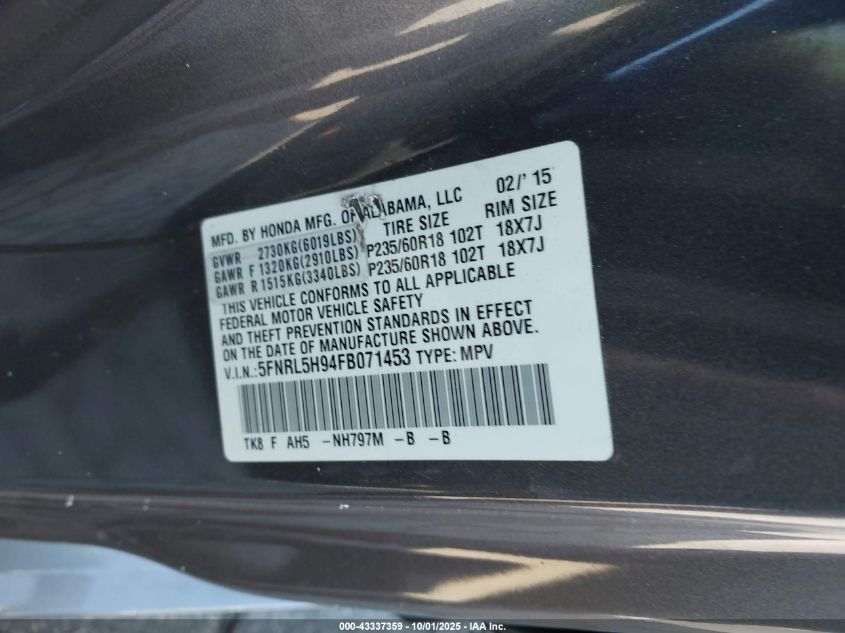 MFD. BY HONDA MFG. OF ALABAMA, LLC 02/'15
TIRE SIZE RIM SIZE
GVWR 2730KG(6019LBS)
GAWR F 1320KG(2910LBS) P235/60R18 102T 18X7J
GAWR R 1515KG(3340LBS) P235/60R18 102T 18X7J
THIS VEHICLE CONFORMS TO ALL APPLICABLE
FEDERAL MOTOR VEHICLE SAFETY
AND THEFT PREVENTION STANDARDS IN EFFECT
ON THE DATE OF MANUFACTURE SHOWN ABOVE.
V.I.N.:5FNRL5H94FB071453 TYPE: MPV
TK8 F AH5 -NH797M -B -B
000-43337359 - 10/01/2025 - IAA Inc.